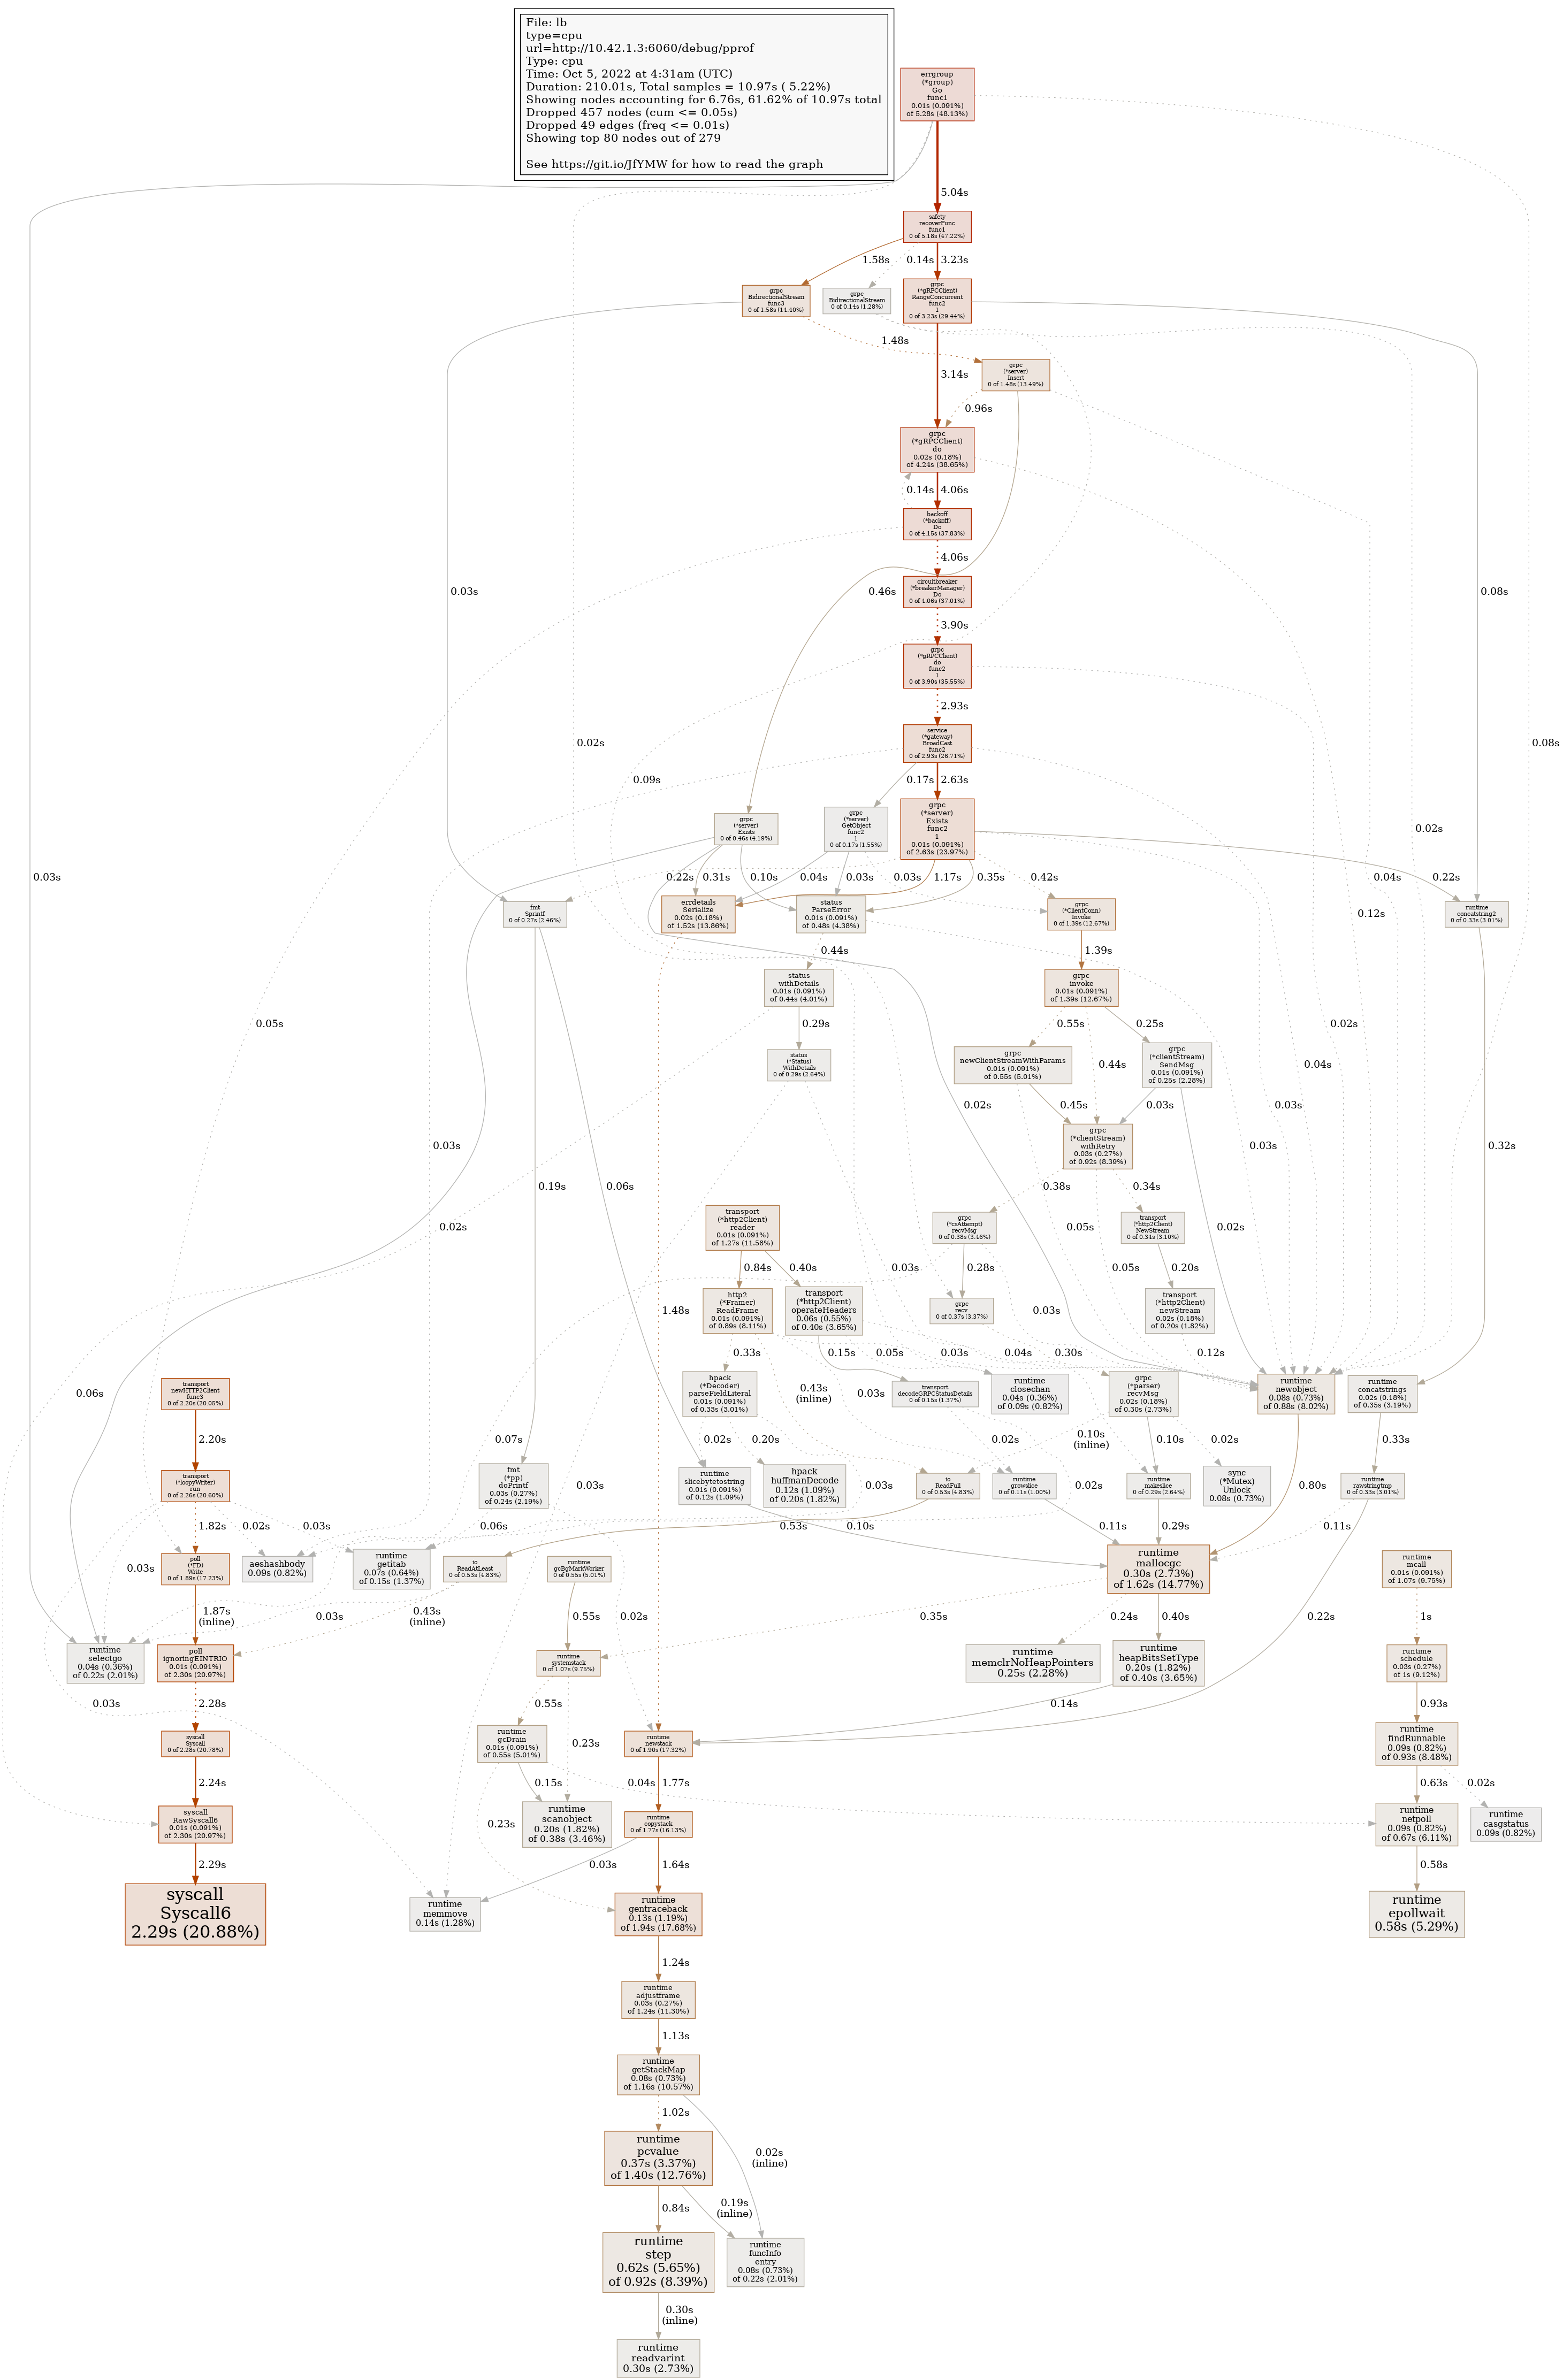 File: lb
type=cpu
url=http://10.42.1.3:6060/debug/pprof
Type: cpu
Time: Oct 5, 2022 at 4:31am (UTC)
Duration: 210.01s, Total samples = 10.97s ( 5.22%)
Showing nodes accounting for 6.76s, 61.62% of 10.97s total
Dropped 457 nodes (cum <= 0.05s)
Dropped 49 edges (freq <= 0.01s)
Showing top 80 nodes out of 279
See https://git.io/JfYMW for how to read the graph
errgroup
(*group)
Go
func1
0.01s (0.091%)
of 5.28s (48.13%)
5.04s
safety
recoverFunc
func1
0 of 5.18s (47.22%)
1.58s
0.14s
3.23s
grpc
BidirectionalStream
func3
0 of 1.58s (14.40%)
grpc
BidirectionalStream
0 of 0.14s (1.28%)
grpc
(*gRPCClient)
RangeConcurrent
func2
1
0 of 3.23s (29.44%)
1.48s
3.14s
grpc
(*server)
Insert
0 of 1.48s (13.49%)
0.96s
grpc
(*gRPCClient)
do
0.02s (0.18%)
of 4.24s (38.65%)
0.14s
4.06s
backoff
(*backoff)
Do
0 of 4.15s (37.83%)
4.06s
0.03s
0.46s
circuitbreaker
(*breakerManager)
Do
0 of 4.06s (37.01%)
0.08s
3.90s
grpc
(*gRPCClient)
do
func2
1
0 of 3.90s (35.55%)
2.93s
service
(*gateway)
BroadCast
func2
0 of 2.93s (26.71%)
0.02s
0.08s
0.09s
0.17s
2.63s
grpc
(*server)
Exists
0 of 0.46s (4.19%)
grpc
(*server)
GetObject
func2
1
0 of 0.17s (1.55%)
grpc
(*server)
Exists
func2
1
0.01s (0.091%)
of 2.63s (23.97%)
0.02s
0.03s
0.31s
0.10s
0.22s
0.04s
0.03s
0.03s
1.17s
0.35s
0.42s
0.04s
0.22s
fmt
Sprintf
0 of 0.27s (2.46%)
errdetails
Serialize
0.02s (0.18%)
of 1.52s (13.86%)
status
ParseError
0.01s (0.091%)
of 0.48s (4.38%)
grpc
(*ClientConn)
Invoke
0 of 1.39s (12.67%)
0.12s
runtime
concatstring2
0 of 0.33s (3.01%)
0.44s
1.39s
status
withDetails
0.01s (0.091%)
of 0.44s (4.01%)
grpc
invoke
0.01s (0.091%)
of 1.39s (12.67%)
0.05s
0.29s
0.55s
0.25s
0.02s
status
(*Status)
WithDetails
0 of 0.29s (2.64%)
grpc
newClientStreamWithParams
0.01s (0.091%)
of 0.55s (5.01%)
0.44s
grpc
(*clientStream)
SendMsg
0.01s (0.091%)
of 0.25s (2.28%)
0.04s
0.02s
0.45s
0.03s
0.03s
0.03s
0.03s
0.32s
grpc
(*clientStream)
withRetry
0.03s (0.27%)
of 0.92s (8.39%)
0.19s
0.06s
0.38s
0.34s
0.02s
transport
(*http2Client)
reader
0.01s (0.091%)
of 1.27s (11.58%)
grpc
(*csAttempt)
recvMsg
0 of 0.38s (3.46%)
0.05s
transport
(*http2Client)
NewStream
0 of 0.34s (3.10%)
0.02s
0.84s
0.40s
0.03s
0.28s
0.05s
0.20s
1.48s
http2
(*Framer)
ReadFrame
0.01s (0.091%)
of 0.89s (8.11%)
transport
(*http2Client)
operateHeaders
0.06s (0.55%)
of 0.40s (3.65%)
grpc
recv
0 of 0.37s (3.37%)
0.03s
transport
(*http2Client)
newStream
0.02s (0.18%)
of 0.20s (1.82%)
0.33s
0.15s
0.05s
0.03s
0.04s
0.30s
0.12s
0.06s
transport
newHTTP2Client
func3
0 of 2.20s (20.05%)
hpack
(*Decoder)
parseFieldLiteral
0.01s (0.091%)
of 0.33s (3.01%)
0.43s
(inline)
0.03s
transport
decodeGRPCStatusDetails
0 of 0.15s (1.37%)
runtime
closechan
0.04s (0.36%)
of 0.09s (0.82%)
grpc
(*parser)
recvMsg
0.02s (0.18%)
of 0.30s (2.73%)
runtime
newobject
0.08s (0.73%)
of 0.88s (8.02%)
runtime
concatstrings
0.02s (0.18%)
of 0.35s (3.19%)
2.20s
0.07s
0.02s
0.20s
0.02s
0.10s
(inline)
0.10s
0.02s
0.33s
transport
(*loopyWriter)
run
0 of 2.26s (20.60%)
fmt
(*pp)
doPrintf
0.03s (0.27%)
of 0.24s (2.19%)
0.03s
runtime
slicebytetostring
0.01s (0.091%)
of 0.12s (1.09%)
hpack
huffmanDecode
0.12s (1.09%)
of 0.20s (1.82%)
0.03s
io
ReadFull
0 of 0.53s (4.83%)
runtime
growslice
0 of 0.11s (1.00%)
0.02s
runtime
makeslice
0 of 0.29s (2.64%)
sync
(*Mutex)
Unlock
0.08s (0.73%)
0.80s
runtime
rawstringtmp
0 of 0.33s (3.01%)
1.82s
0.02s
0.03s
0.06s
0.53s
0.10s
0.11s
0.29s
0.11s
0.03s
poll
(*FD)
Write
0 of 1.89s (17.23%)
aeshashbody
0.09s (0.82%)
runtime
getitab
0.07s (0.64%)
of 0.15s (1.37%)
io
ReadAtLeast
0 of 0.53s (4.83%)
runtime
gcBgMarkWorker
0 of 0.55s (5.01%)
runtime
mallocgc
0.30s (2.73%)
of 1.62s (14.77%)
runtime
mcall
0.01s (0.091%)
of 1.07s (9.75%)
1.87s
(inline)
0.03s
0.43s
(inline)
0.55s
0.02s
0.35s
0.24s
0.40s
0.22s
1s
runtime
selectgo
0.04s (0.36%)
of 0.22s (2.01%)
poll
ignoringEINTRIO
0.01s (0.091%)
of 2.30s (20.97%)
runtime
systemstack
0 of 1.07s (9.75%)
runtime
memclrNoHeapPointers
0.25s (2.28%)
runtime
heapBitsSetType
0.20s (1.82%)
of 0.40s (3.65%)
runtime
schedule
0.03s (0.27%)
of 1s (9.12%)
0.03s
2.28s
0.55s
0.14s
0.93s
syscall
Syscall
0 of 2.28s (20.78%)
runtime
gcDrain
0.01s (0.091%)
of 0.55s (5.01%)
0.23s
runtime
newstack
0 of 1.90s (17.32%)
runtime
findRunnable
0.09s (0.82%)
of 0.93s (8.48%)
2.24s
0.15s
0.04s
1.77s
0.63s
0.02s
syscall
RawSyscall6
0.01s (0.091%)
of 2.30s (20.97%)
0.23s
runtime
scanobject
0.20s (1.82%)
of 0.38s (3.46%)
runtime
copystack
0 of 1.77s (16.13%)
runtime
netpoll
0.09s (0.82%)
of 0.67s (6.11%)
runtime
casgstatus
0.09s (0.82%)
2.29s
0.03s
1.64s
0.58s
syscall
Syscall6
2.29s (20.88%)
runtime
memmove
0.14s (1.28%)
runtime
gentraceback
0.13s (1.19%)
of 1.94s (17.68%)
runtime
epollwait
0.58s (5.29%)
1.24s
runtime
adjustframe
0.03s (0.27%)
of 1.24s (11.30%)
1.13s
runtime
getStackMap
0.08s (0.73%)
of 1.16s (10.57%)
1.02s
runtime
pcvalue
0.37s (3.37%)
of 1.40s (12.76%)
0.02s
(inline)
0.84s
0.19s
(inline)
runtime
step
0.62s (5.65%)
of 0.92s (8.39%)
runtime
funcInfo
entry
0.08s (0.73%)
of 0.22s (2.01%)
0.30s
(inline)
runtime
readvarint
0.30s (2.73%)